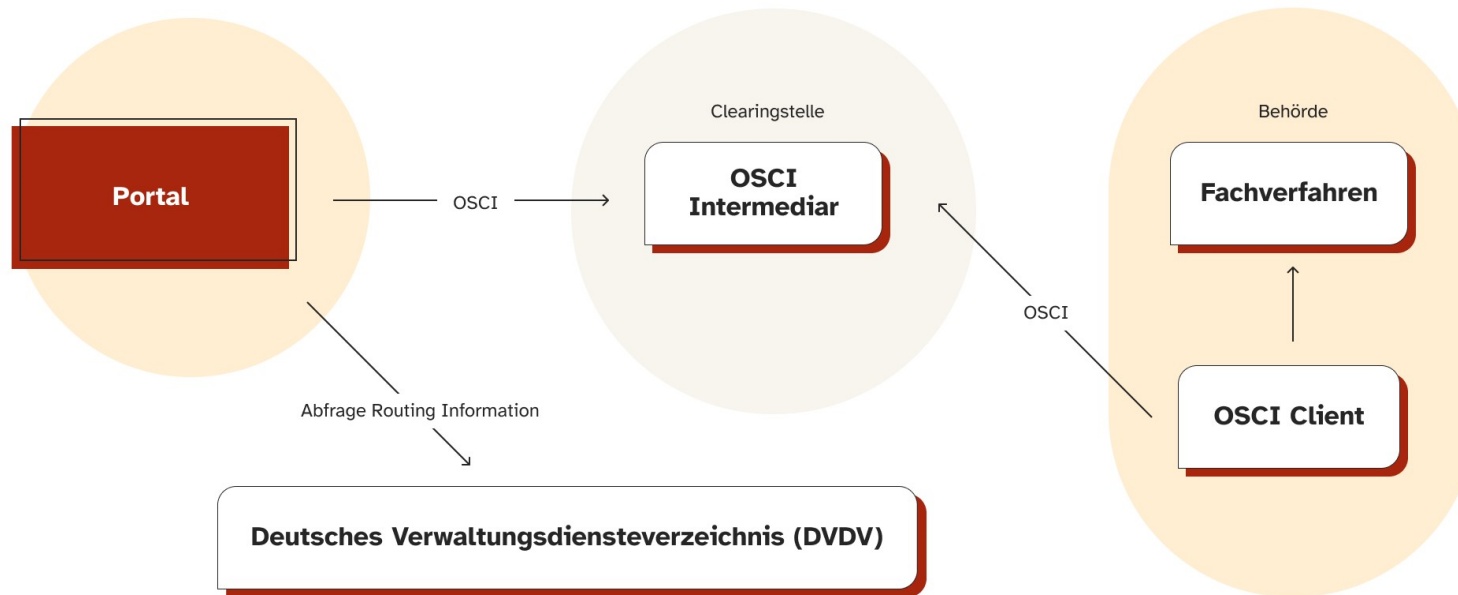 Clearingstelle
Behörde
Portal
OSCI
OSCI
Intermediar
Fachverfahren
OSCI
Abfrage Routing Information
OSCI Client
Deutsches Verwaltungsdiensteverzeichnis (DVDV)